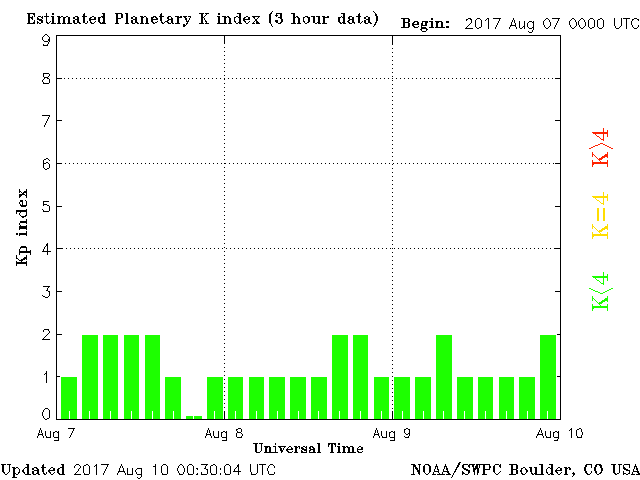 Estimated Planetary K index (3 hour data) Begin: 2017 Aug 07 0000 UTC
9
8
7
6
5
4
3
2
1
0
Kp index
K>4
K=4
K<4
Aug 7 Aug 8 Aug 9 Aug 10
Universal Time
Updated 2017 Aug 10 00:30:04 UTC NOAA/SWPC Boulder, CO USA